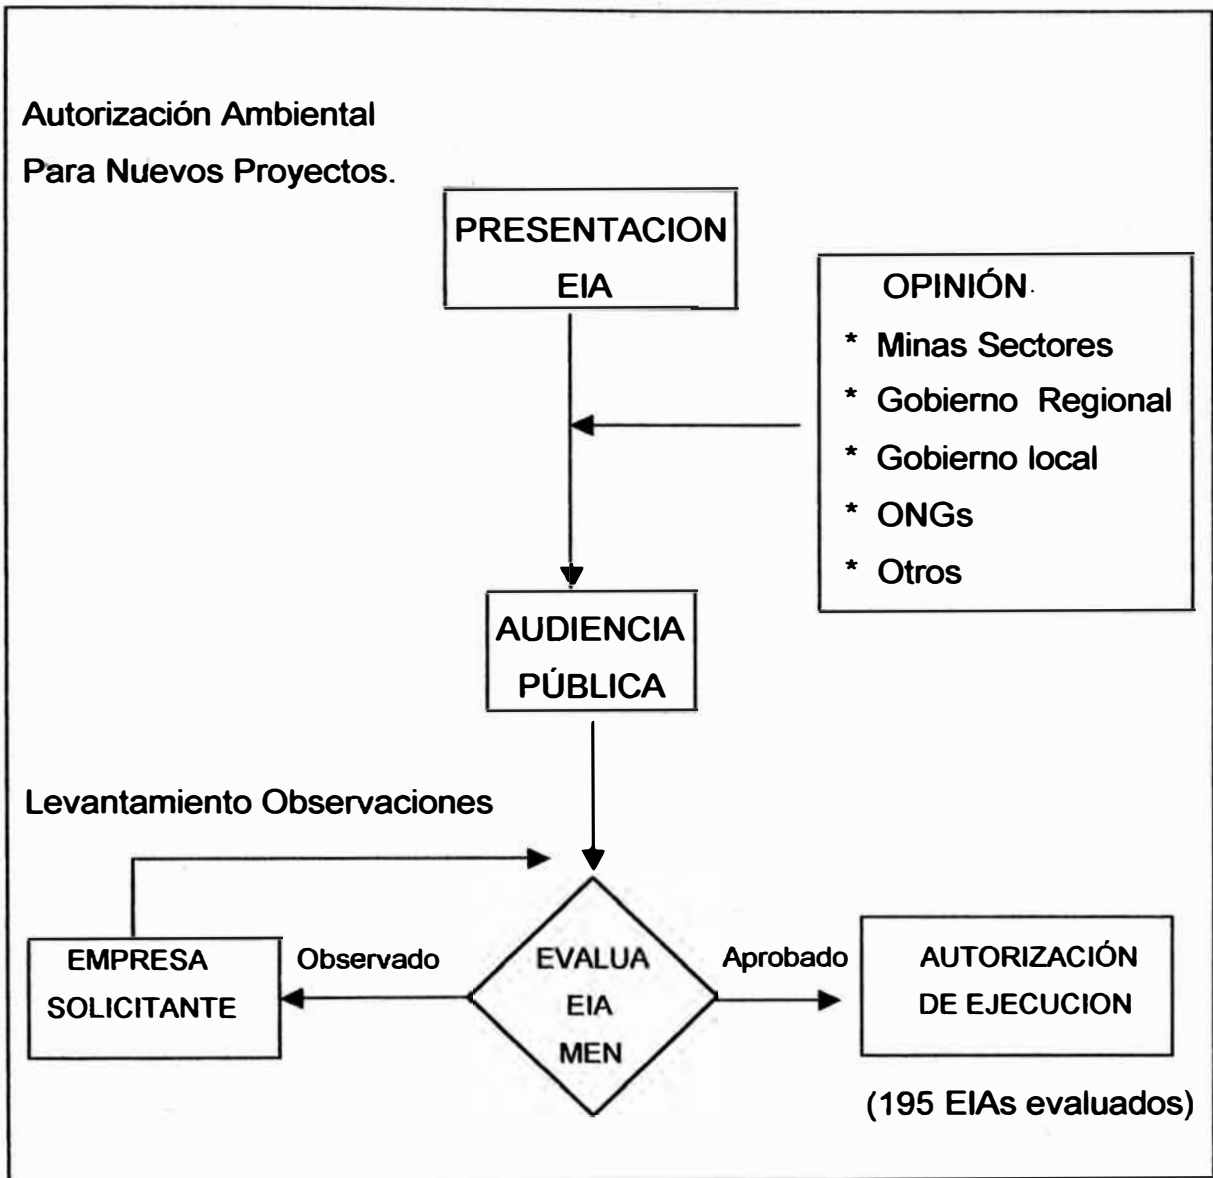 Autorización Ambiental
Para Nuevos Proyectos.
PRESENTACION
EIA
OPINIÓN
* Minas Sectores
* Gobierno Regional
* Gobierno local
* ONGs
* Otros
AUDIENCIA
PÚBLICA
Levantamiento Observaciones
EMPRESA
SOLICITANTE
Observado
EVALUA
EIA
MEN
Aprobado
AUTORIZACIÓN
DE EJECUCION
(195 EIAs evaluados)